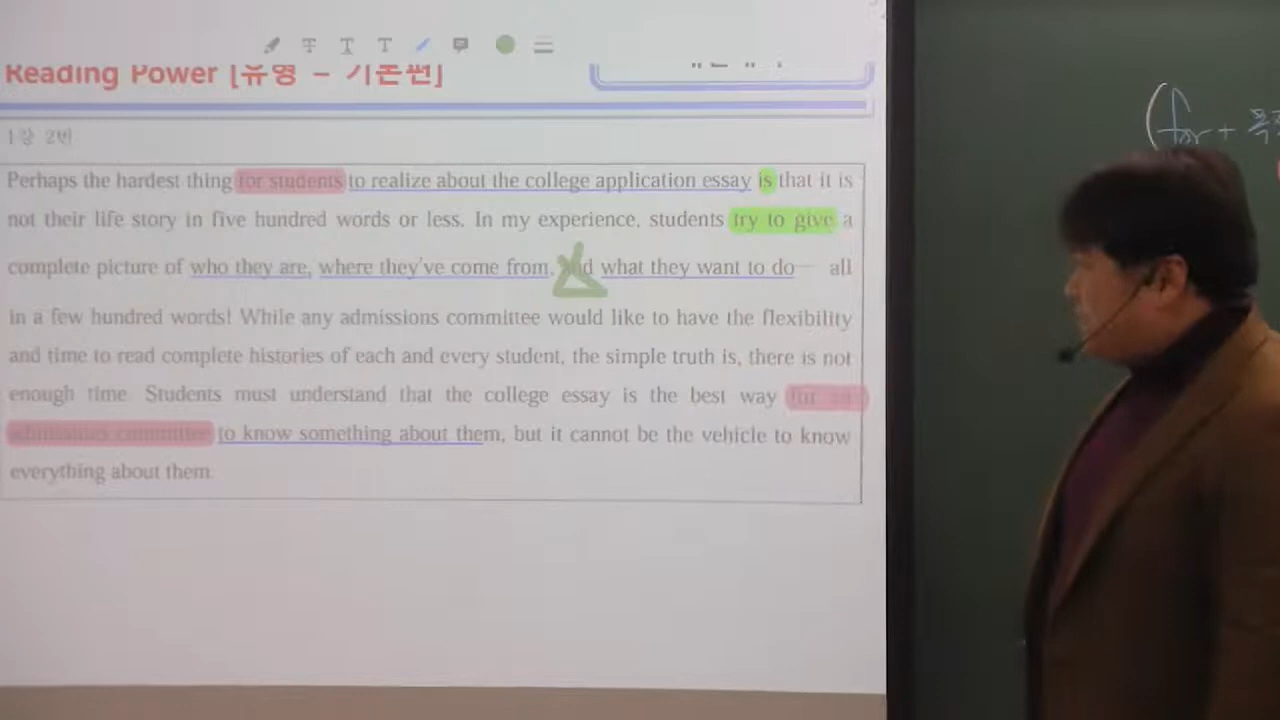 Reading Power [유형 - 기본편]
1강 2번
Perhaps the hardest thing for students to realize about the college application essay is that it is
not their life story in five hundred words or less. In my experience, students try to give a
complete picture of who they are, where they've come from, and what they want to do— all
in a few hundred words! While any admissions committee would like to have the flexibility
and time to read complete histories of each and every student, the simple truth is, there is not
enough time. Students must understand that the college essay is the best way for an
admissions committee to know something about them, but it cannot be the vehicle to know
everything about them.
(for + 목